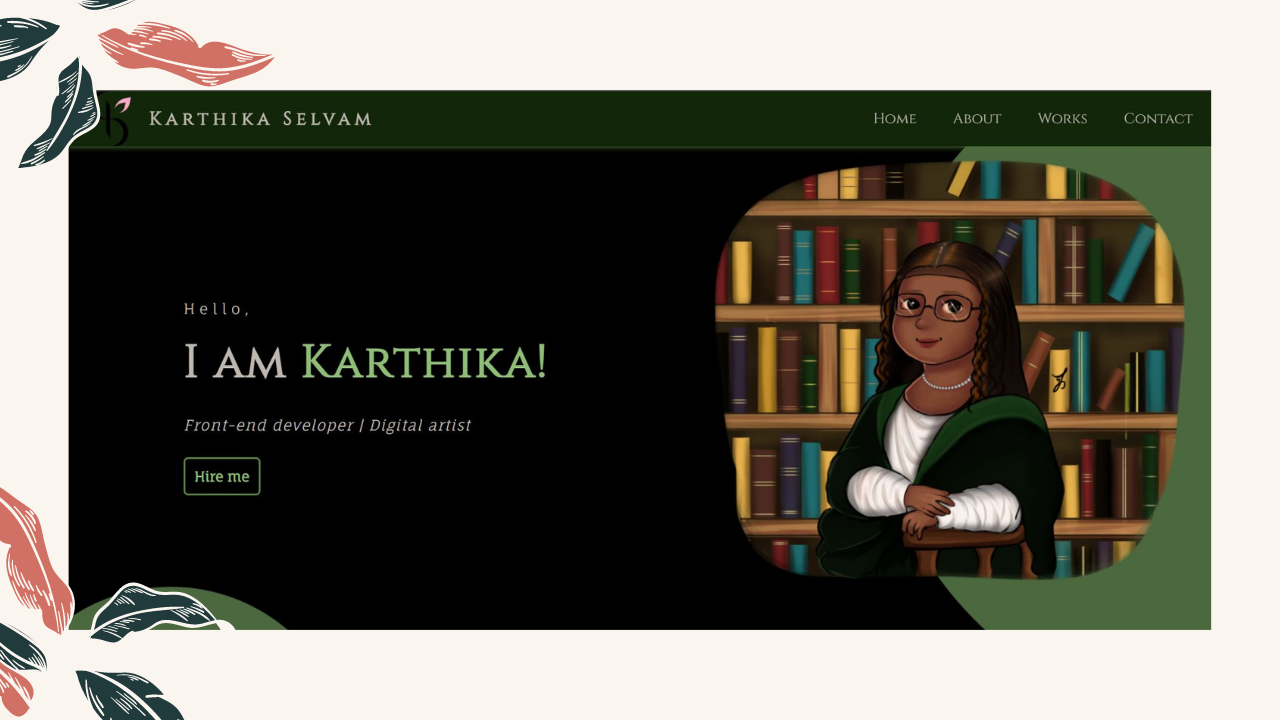 Karthika Selvam
Home About Works Contact
Hello,
I am Karthika!
Front-end developer | Digital artist
Hire me